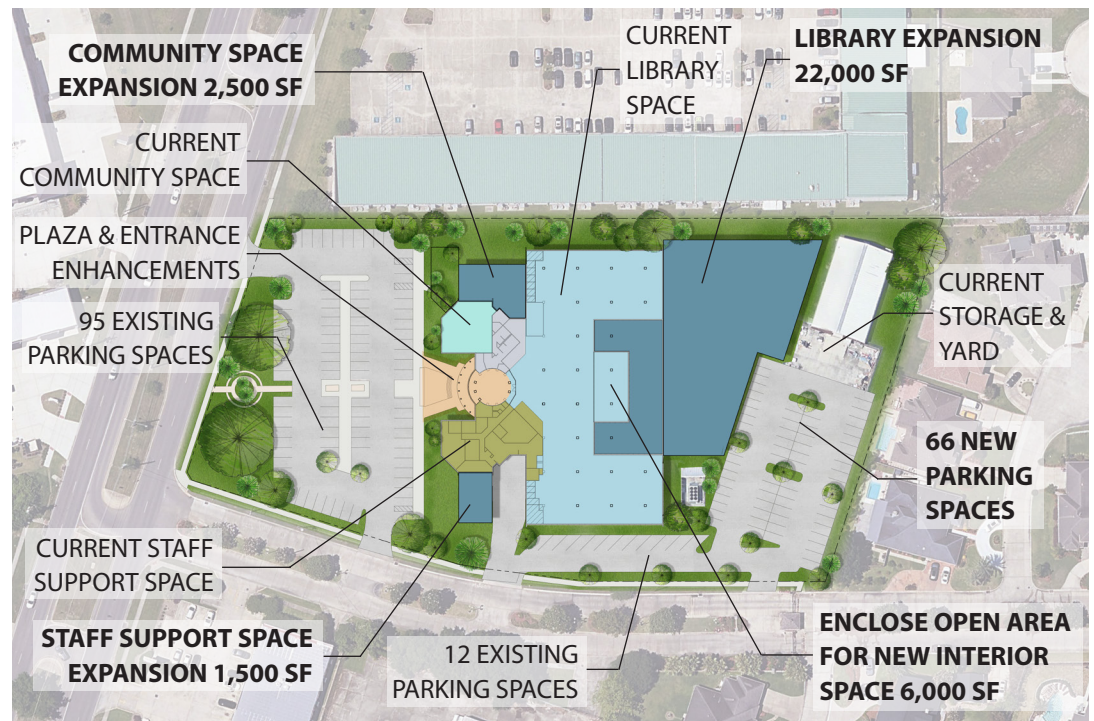 COMMUNITY SPACE
EXPANSION 2,500 SF
CURRENT
LIBRARY
SPACE
LIBRARY EXPANSION
22,000 SF
CURRENT
COMMUNITY SPACE
PLAZA & ENTRANCE
ENHANCEMENTS
95 EXISTING
PARKING SPACES
CURRENT
STORAGE &
YARD
66 NEW
PARKING
SPACES
CURRENT STAFF
SUPPORT SPACE
STAFF SUPPORT SPACE
EXPANSION 1,500 SF
12 EXISTING
PARKING SPACES
ENCLOSE OPEN AREA
FOR NEW INTERIOR
SPACE 6,000 SF